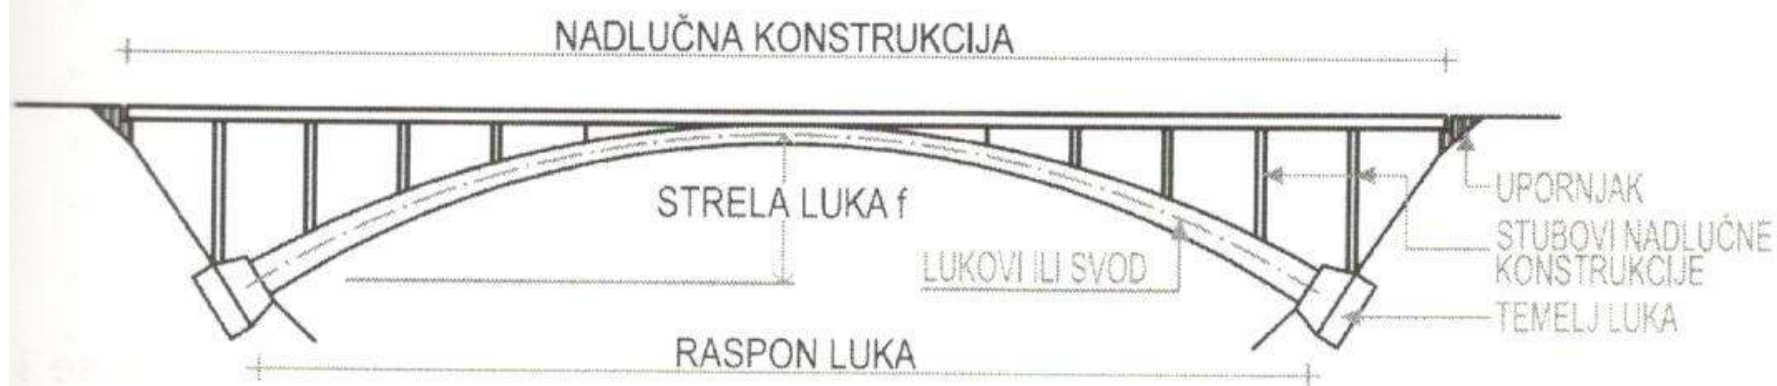 NADLUČNA KONSTRUKCIJA
STRELA LUKA f
UPORNJAK
STUBOVI NADLUČNE
KONSTRUKCIJE
LUKOVI ILI SVOD
TEMELJ LUKA
RASPON LUKA